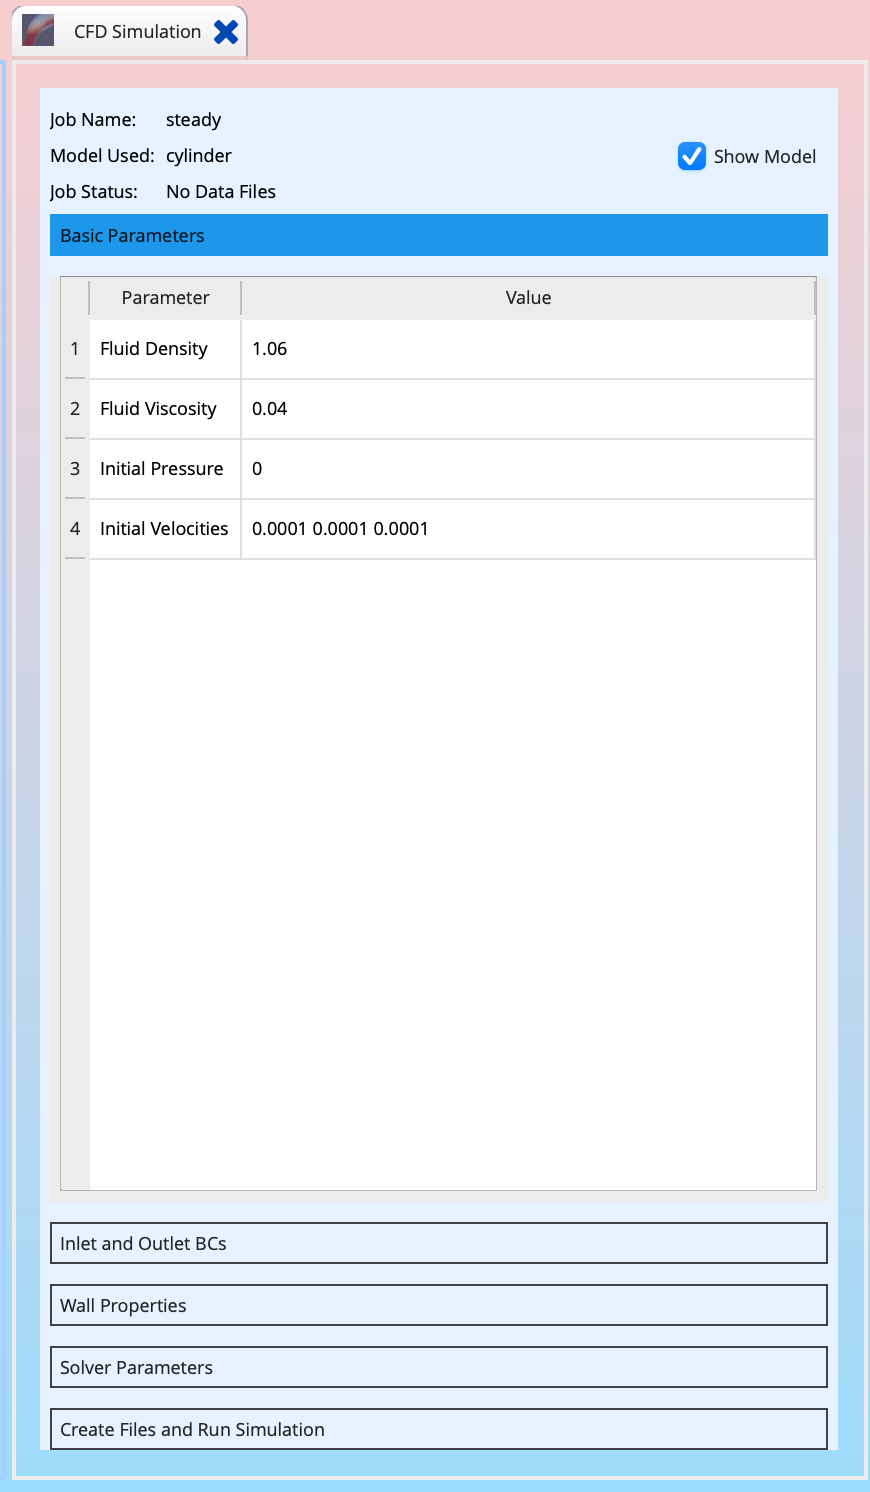 CFD Simulation
Job Name: steady
Model Used: cylinder
Show Model
Job Status: No Data Files
Basic Parameters
Parameter Value
1 Fluid Density 1.06
2 Fluid Viscosity 0.04
3 Initial Pressure 0
4 Initial Velocities 0.0001 0.0001 0.0001
Inlet and Outlet BCs
Wall Properties
Solver Parameters
Create Files and Run Simulation